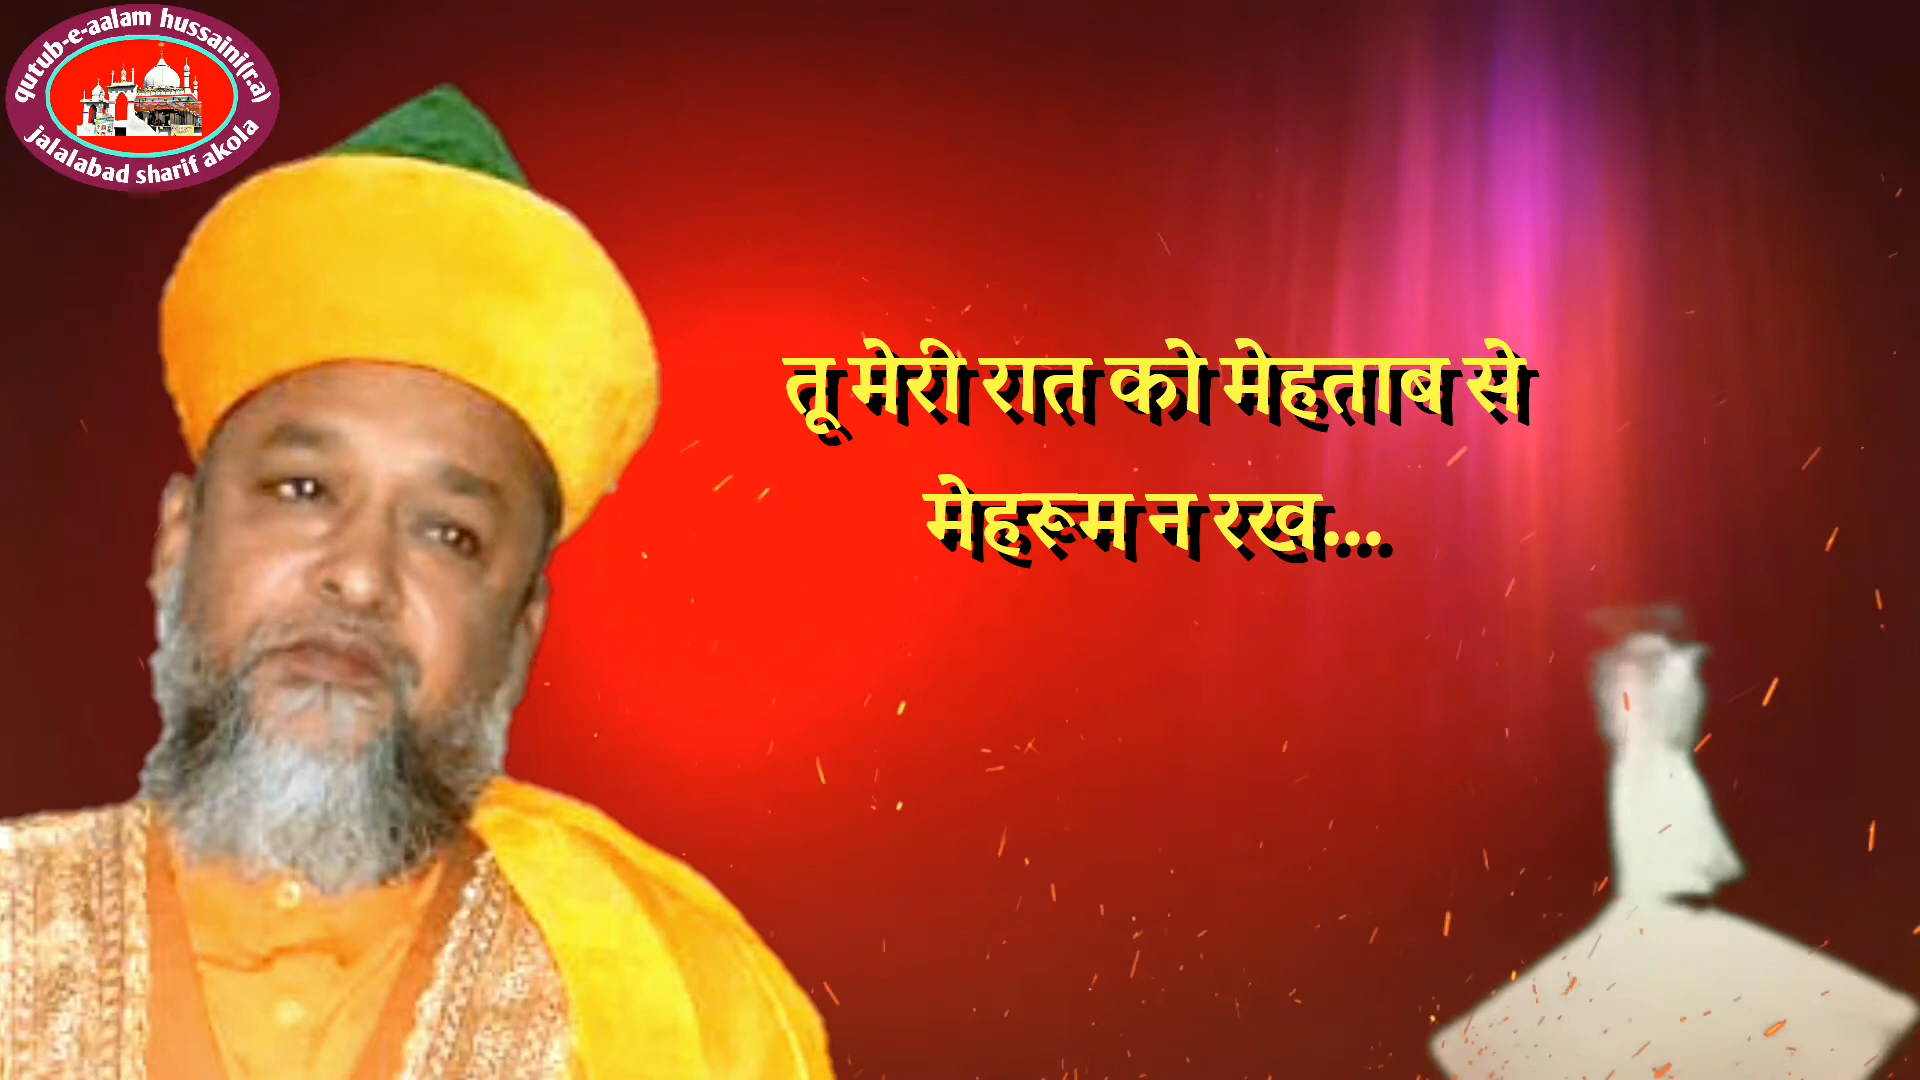 qutub-e-aalam hussaini(r.a)
jalalabad sharif akola
तू मेरी रात को मेहताब से
मेहरूम न रख...